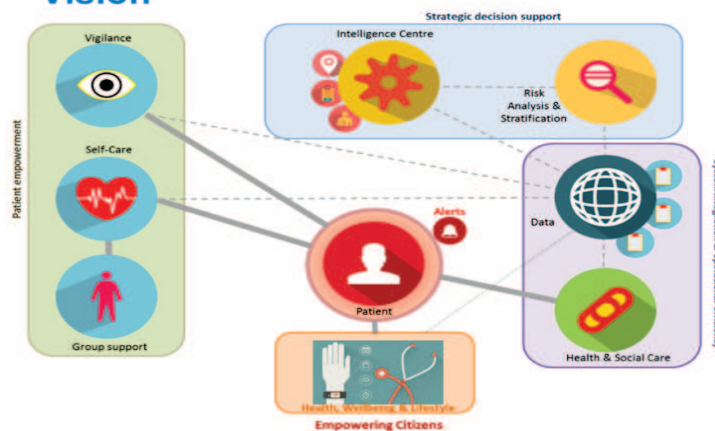 Vision
Strategic decision support
Vigilance
Intelligence Centre
Risk
Analysis &
Stratification
Self-Care
Patient empowerment
Alerts
Data
Patient
Group support
Health & Social Care
Health, Wellbeing & Lifestyle
Empowering Citizens